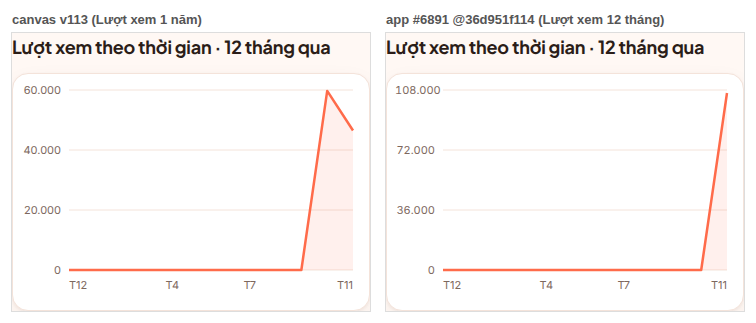 canvas v113 (Lượt xem 1 năm)
Lượt xem theo thời gian · 12 tháng qua
60.000
40.000
20.000
0
T12 T4 T7 T11
app #6891 @36d951f114 (Lượt xem 12 tháng)
Lượt xem theo thời gian · 12 tháng qua
108.000
72.000
36.000
0
T12 T4 T7 T11